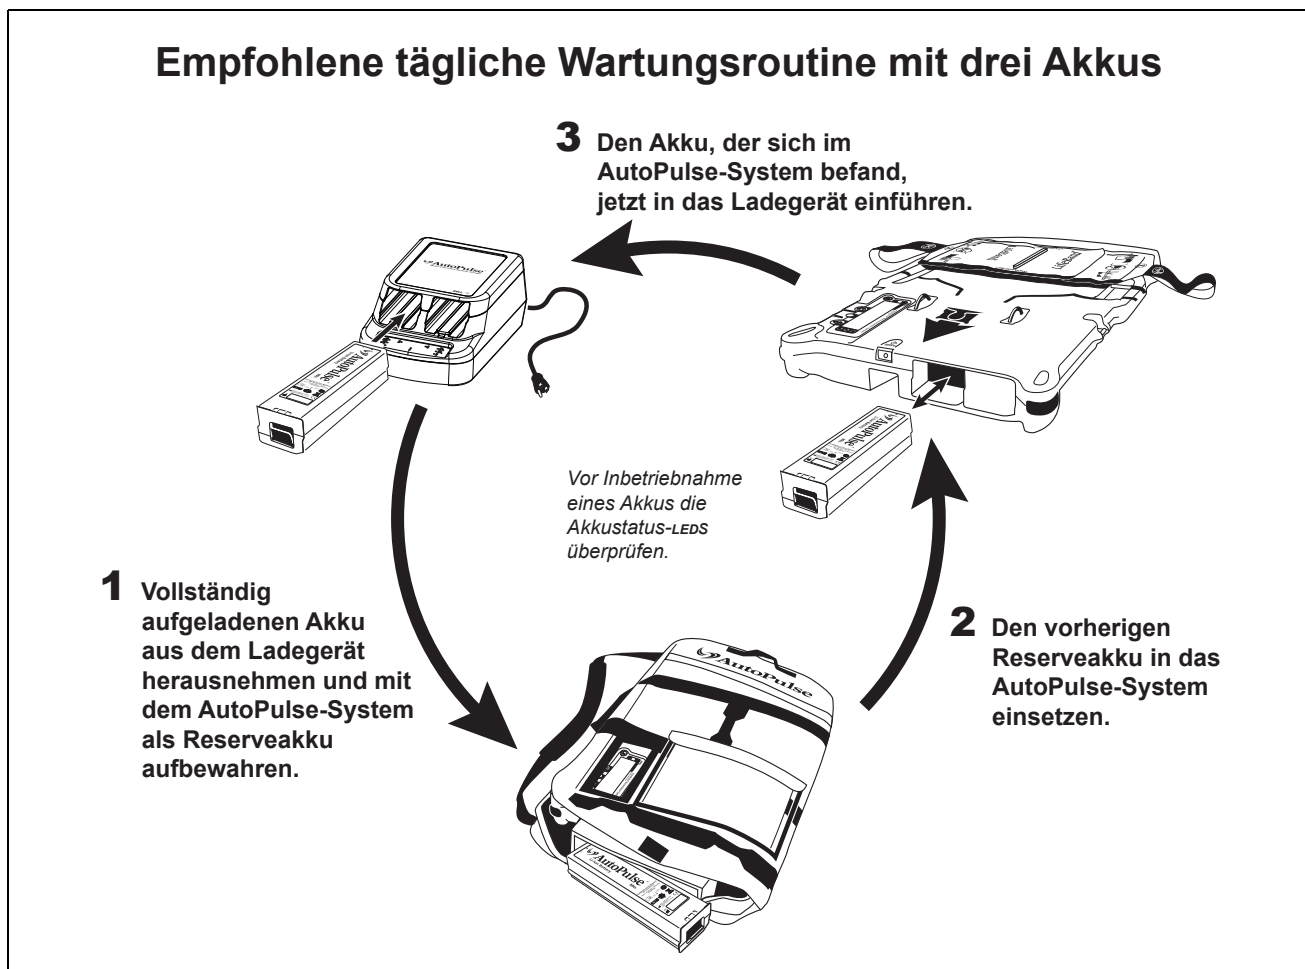 Empfohlene tägliche Wartungsroutine mit drei Akkus
3 Den Akku, der sich im
AutoPulse-System befand,
jetzt in das Ladegerät einführen.
AutoPulse
AutoPulse
AutoPulse
Vor Inbetriebnahme
eines Akkus die
Akkustatus-LEDS
überprüfen.
1 Vollständig
aufgeladenen Akku
aus dem Ladegerät
herausnehmen und mit
dem AutoPulse-System
als Reserveakku
aufbewahren.
2 Den vorherigen
Reserveakku in das
AutoPulse-System
einsetzen.
AutoPulse
AutoPulse